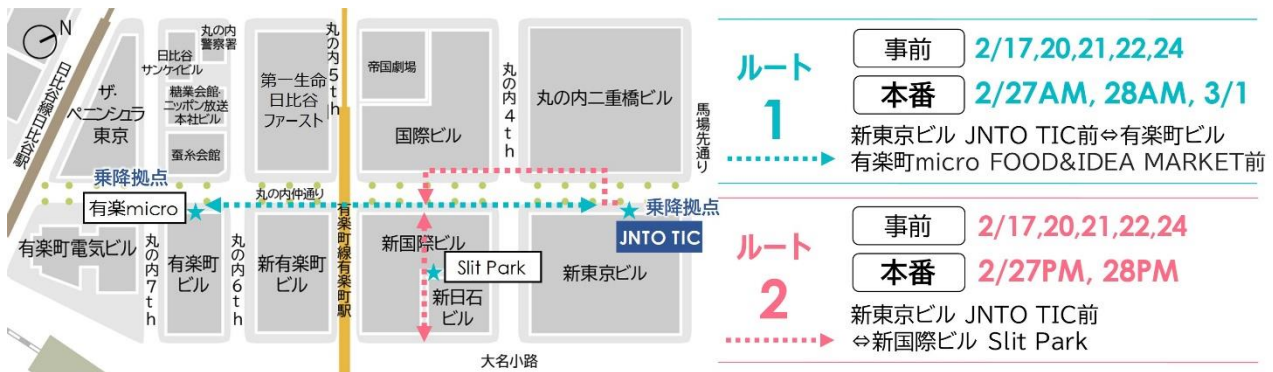 N
日比谷線日比谷駅
ザ・
ペニンシュラ
東京
丸の内
警察署
日比谷
サンケイビル
糖業会館・
ニッポン放送
本社ビル
蚕糸会館
第一生命
日比谷
ファースト
丸の内5th
帝国劇場
国際ビル
丸の内4th
丸の内二重橋ビル
馬場先通り
乗降拠点
有楽micro
丸の内仲通り
乗降拠点
JNTO TIC
有楽町電気ビル
丸の内7th
有楽町
ビル
丸の内6th
新有楽町
ビル
有楽町線有楽町駅
新国際ビル
Slit Park
新日石
ビル
新東京ビル
大名小路
ルート
1
事前 2/17,20,21,22,24
本番 2/27AM, 28AM, 3/1
新東京ビル JNTO TIC前⇔有楽町ビル
有楽町micro FOOD&IDEA MARKET前
ルート
2
事前 2/17,20,21,22,24
本番 2/27PM, 28PM
新東京ビル JNTO TIC前
⇔新国際ビル Slit Park